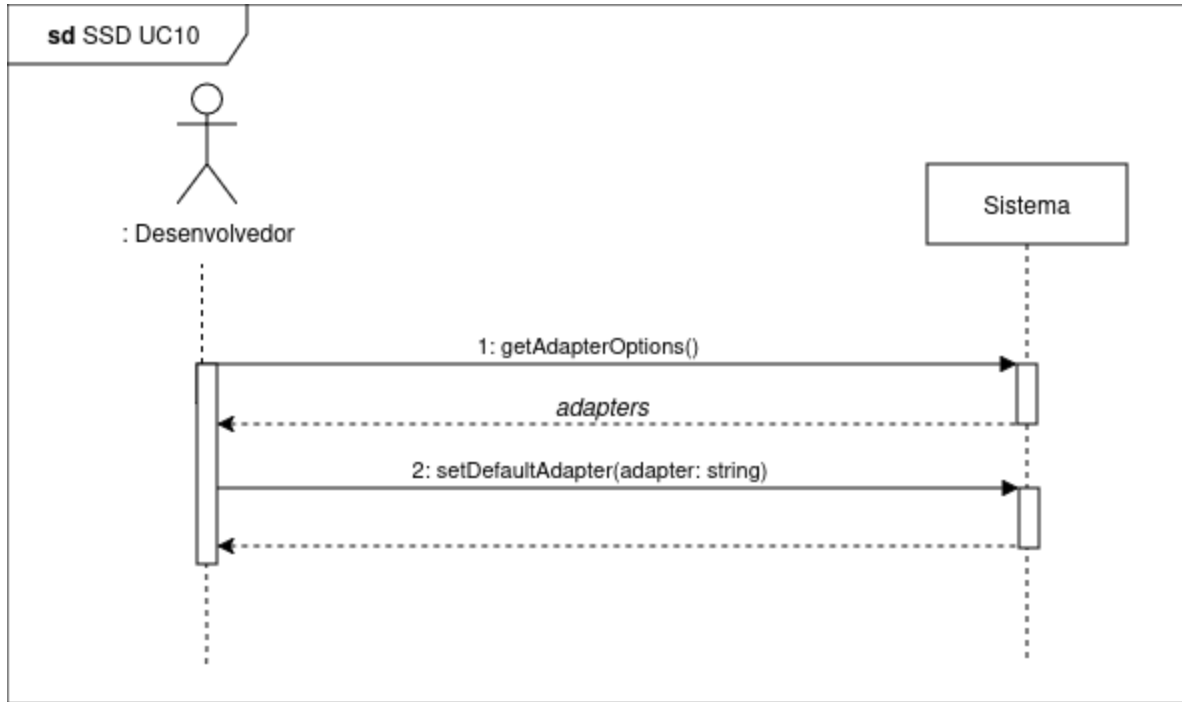 sd SSD UC10
: Desenvolvedor
Sistema
1: getAdapterOptions()
adapters
2: setDefaultAdapter(adapter: string)